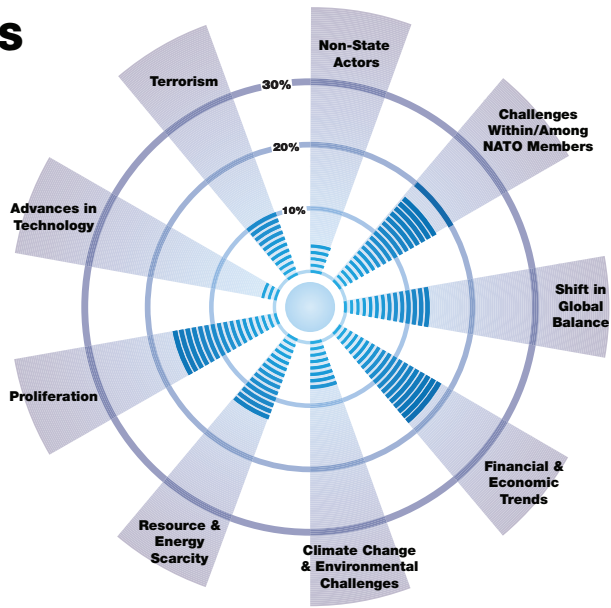 s
Non-State
Actors
Terrorism
30%
Challenges
Within/Among
NATO Members
20%
10%
Advances in
Technology
Shift in
Global
Balance
Proliferation
Financial &
Economic
Trends
Resource &
Energy
Scarcity
Climate Change
& Environmental
Challenges